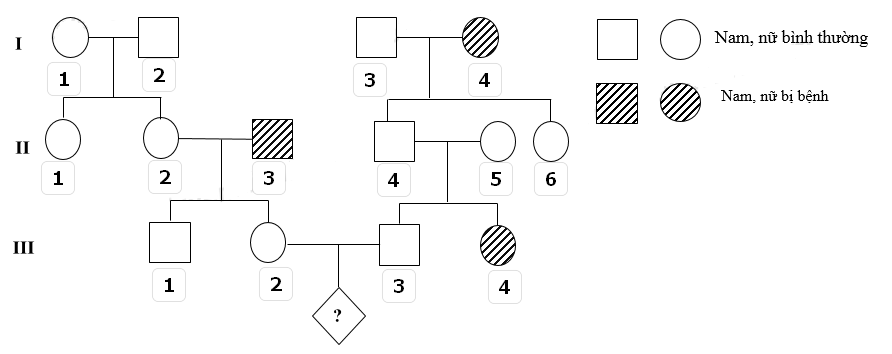 I
1 2 3 4
Nam, nữ bình thường
Nam, nữ bị bệnh
II
1 2 3 4 5 6
III
1 2 3 4
?